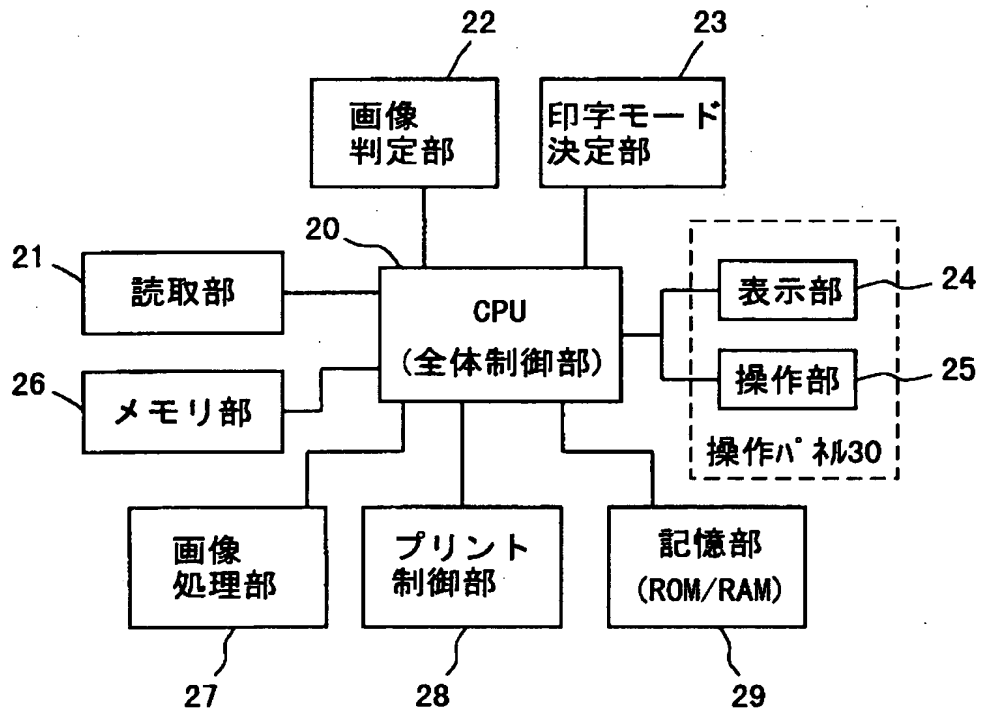 22
23
画像
判定部
印字モード
決定部
20
21
読取部
CPU
(全体制御部)
表示部
24
操作部
25
操作パネル30
26
メモリ部
画像
処理部
プリント
制御部
記憶部
(ROM/RAM)
27
28
29